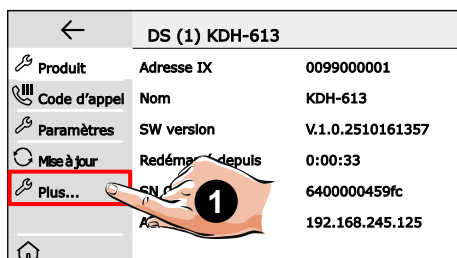 DS (1) KDH-613
Produit Adresse IX 0099000001
Code d'appel Nom KDH-613
Paramètres SW version V.1.0.2510161357
Mise à jour depuis 0:00:33
Plus... 6400000459fc
1
192.168.245.125